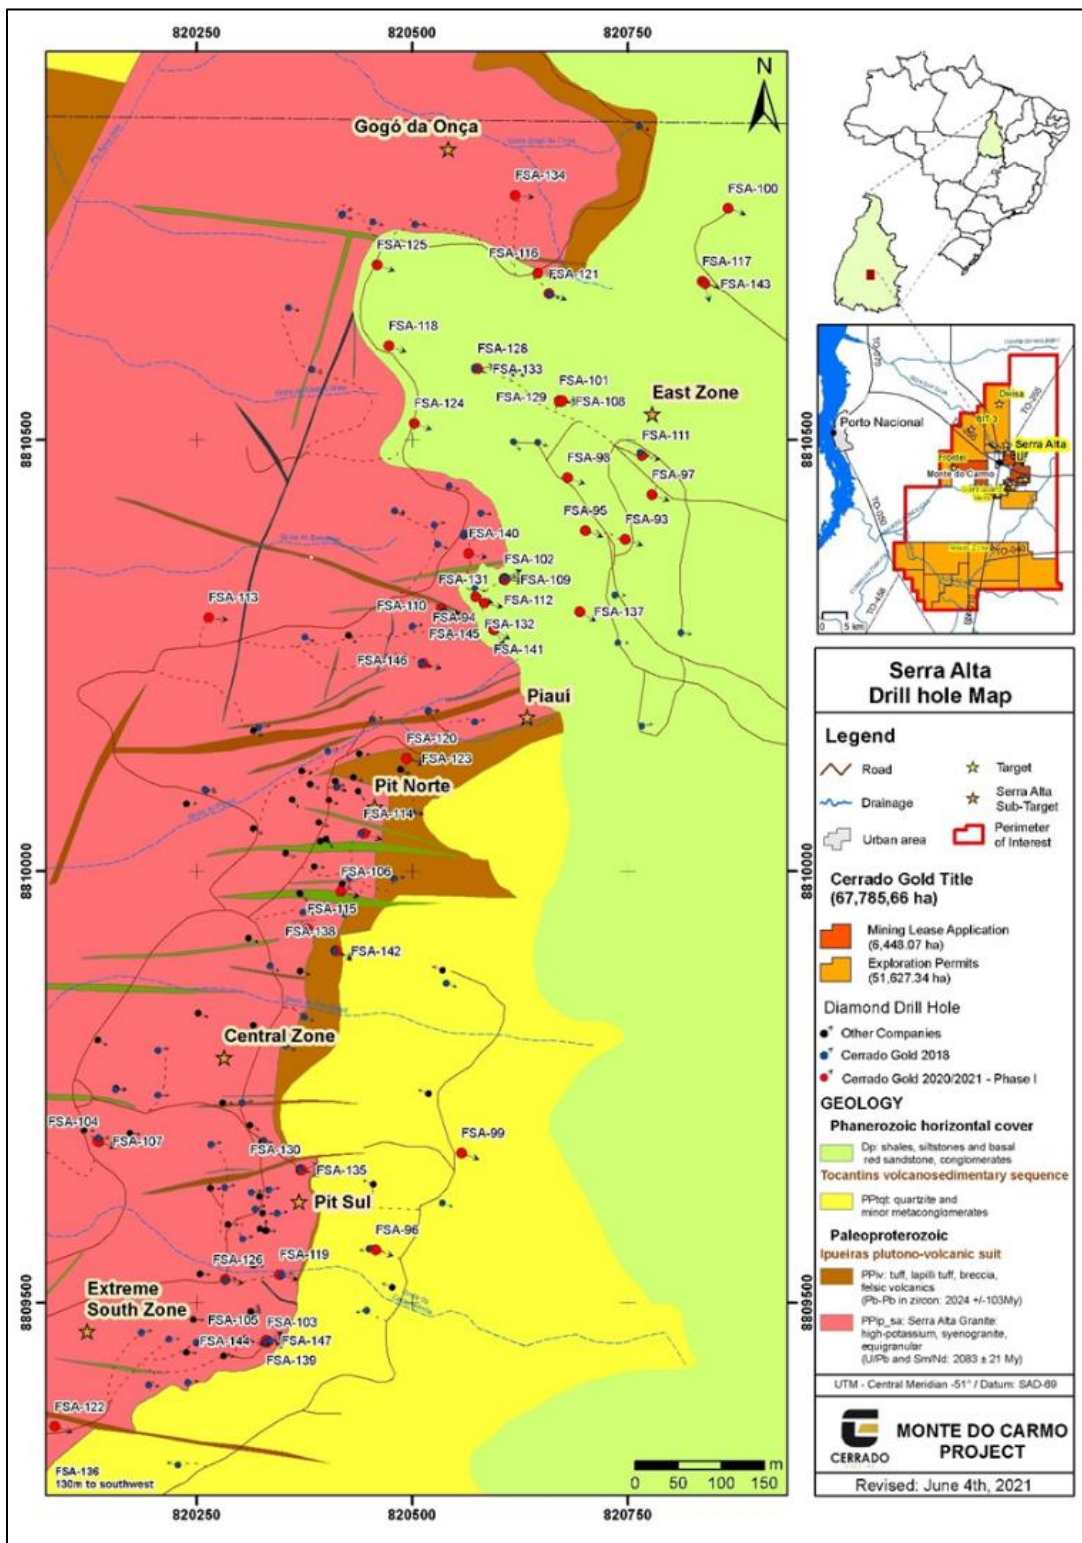 820250
820500
820750
N
Gogó da Onça
FSA-134
FSA-100
FSA-125
FSA-116
FSA-121
FSA-117
FSA-143
FSA-118
FSA-128
FSA-133
FSA-101
FSA-129
FSA-108
East Zone
FSA-124
FSA-111
8810500
8810500
FSA-98
FSA-97
FSA-95
FSA-93
FSA-140
FSA-102
FSA-131
FSA-109
FSA-113
FSA-110
FSA-112
FSA-94
FSA-137
FSA-145
FSA-132
FSA-141
FSA-146
Piauí
FSA-120
FSA-123
Pit Norte
FSA-114
8810000
8810000
FSA-106
FSA-115
FSA-138
FSA-142
Central Zone
FSA-104
FSA-107
FSA-130
FSA-99
FSA-135
Pit Sul
FSA-96
FSA-126
FSA-119
Extreme
South Zone
8809500
8809500
FSA-105
FSA-103
FSA-144
FSA-147
FSA-139
FSA-122
FSA-136
130m to southwest
m
0 50 100 150
820250
820500
820750
Porto Nacional
Divisa
BIT-3
Serra Alta
Frontei
Monte do Carmo
TO-255
TO-050
TO-458
0 5 km
Serra Alta
Drill hole Map
Legend
Road
Target
Drainage
Serra Alta
Sub-Target
Urban area
Perimeter
of Interest
Cerrado Gold Title
(67,785,66 ha)
Mining Lease Application
(6,448.07 ha)
Exploration Permits
(51,627.34 ha)
Diamond Drill Hole
Other Companies
Cerrado Gold 2018
Cerrado Gold 2020/2021 - Phase I
GEOLOGY
Phanerozoic horizontal cover
Dp: shales, siltstones and basal
red sandstone, conglomerates
Tocantins volcanosedimentary sequence
PPtqt: quartzite and
minor metaconglomerates
Paleoproterozoic
Ipueiras plutono-volcanic suit
PPiv: tuff, lapilli tuff, breccia,
felsic volcanics
(Pb-Pb in zircon: 2024 +/-103My)
PPip_sa: Serra Alta Granite:
high-potassium, syenogranite,
equigranular
(U/Pb and Sm/Nd: 2083 ± 21 My)
UTM - Central Meridian -51° / Datum: SAD-69
CERRADO
MONTE DO CARMO
PROJECT
Revised: June 4th, 2021